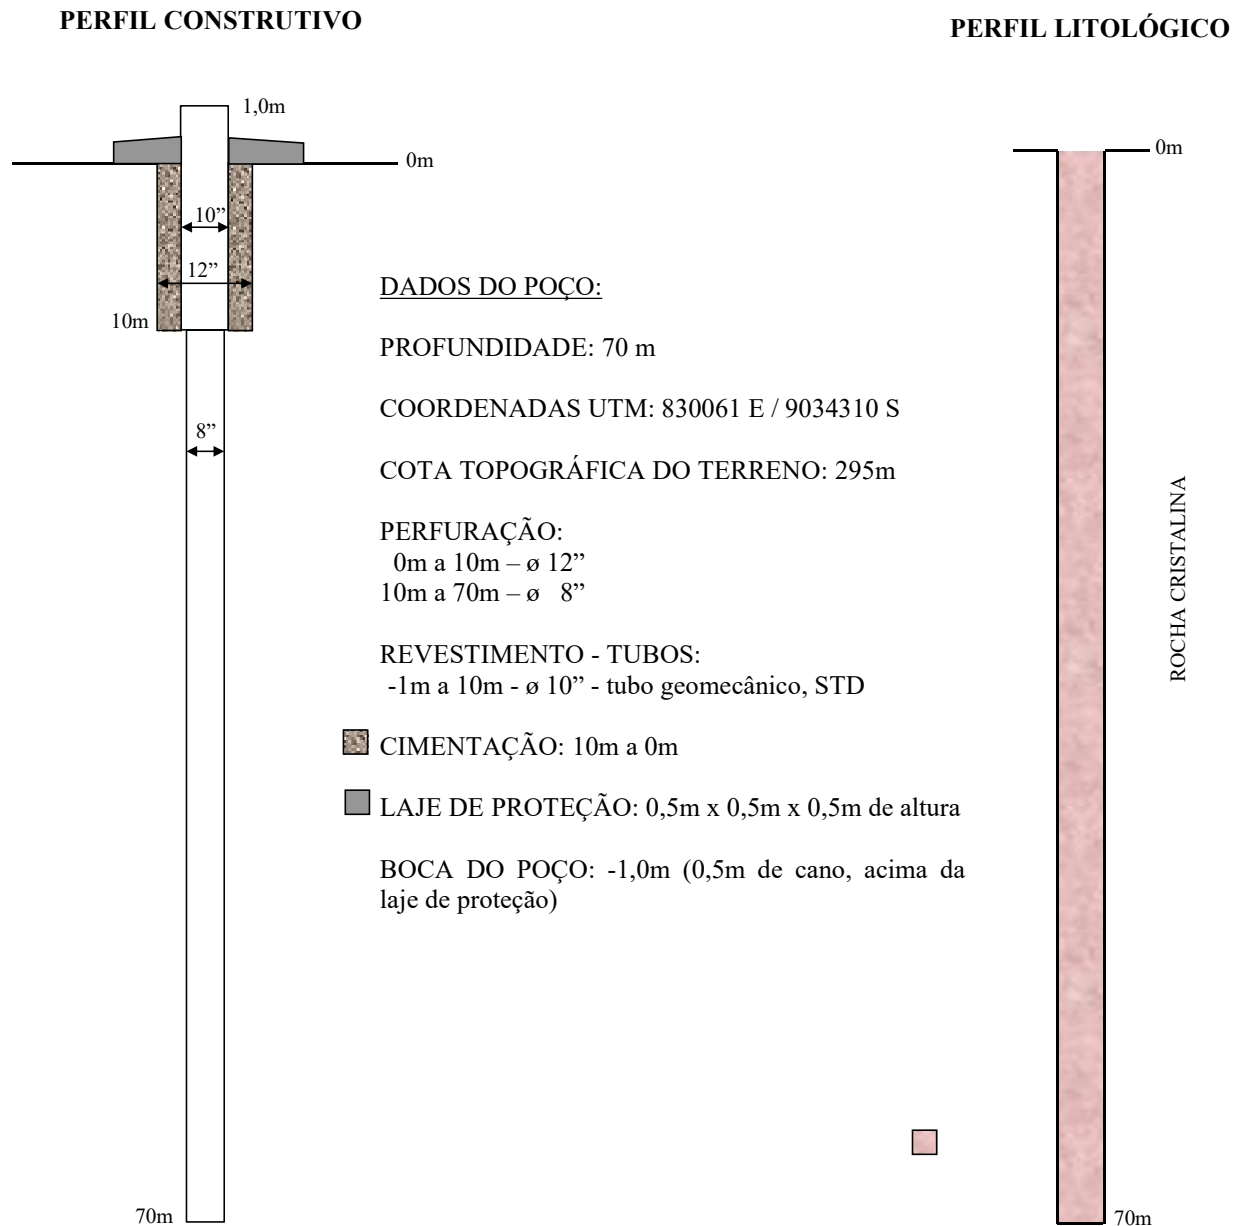 PERFIL CONSTRUTIVO
PERFIL LITOLÓGICO
1,0m
0m
0m
10”
12”
10m
8”
DADOS DO POÇO:
PROFUNDIDADE: 70 m
COORDENADAS UTM: 830061 E / 9034310 S
COTA TOPOGRÁFICA DO TERRENO: 295m
PERFURAÇÃO:
0m a 10m – ø 12”
10m a 70m – ø 8”
REVESTIMENTO - TUBOS:
-1m a 10m - ø 10” - tubo geomecânico, STD
CIMENTAÇÃO: 10m a 0m
LAJE DE PROTEÇÃO: 0,5m x 0,5m x 0,5m de altura
BOCA DO POÇO: -1,0m (0,5m de cano, acima da
laje de proteção)
ROCHA CRISTALINA
70m
70m